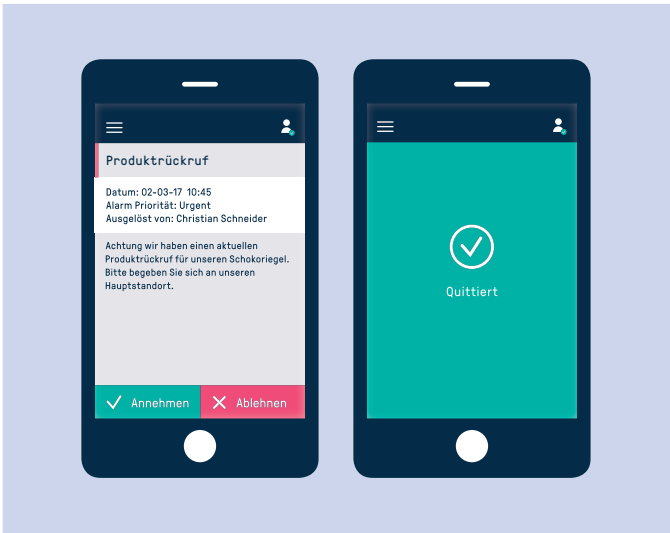 Produktrückruf
Datum: 02-03-17 10:45
Alarm Priorität: Urgent
Ausgelöst von: Christian Schneider
Achtung wir haben einen aktuellen
Produktrückruf für unseren Schokoriegel.
Bitte begeben Sie sich an unseren
Hauptstandort.
Annehmen
Ablehnen
Quittiert